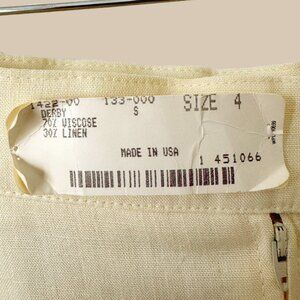 1422-00 133-000 SIZE 4
DERBY S
70% VISCOSE
30% LINEN
MADE IN USA
1 451066